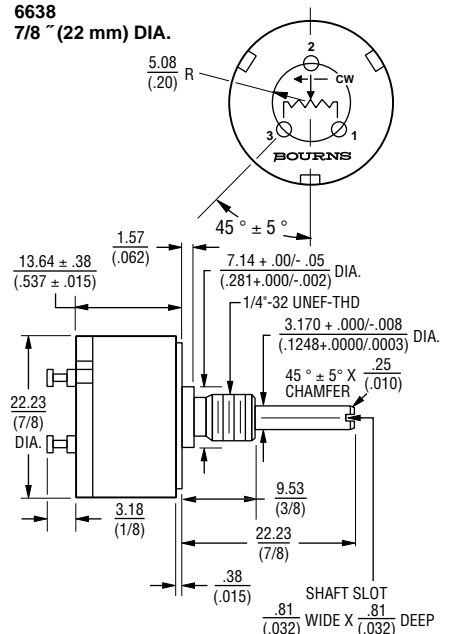 6638
7/8 ˝ (22 mm) DIA.
2
5.08
(.20)
R
CW
3
1
BOURNS
45 ° ± 5 °
1.57
(.062)
13.64 ± .38
(.537 ± .015)
7.14 + .00/- .05
(.281+.000/-.002)
DIA.
1/4"-32 UNEF-THD
3.170 + .000/-.008
(.1248+.0000/.0003)
DIA.
45 ° ± 5° X .25
(.010)
CHAMFER
22.23
(7/8)
DIA.
3.18
(1/8)
9.53
(3/8)
22.23
(7/8)
.38
(.015)
SHAFT SLOT
.81
(.032)
WIDE X
.81
(.032)
DEEP